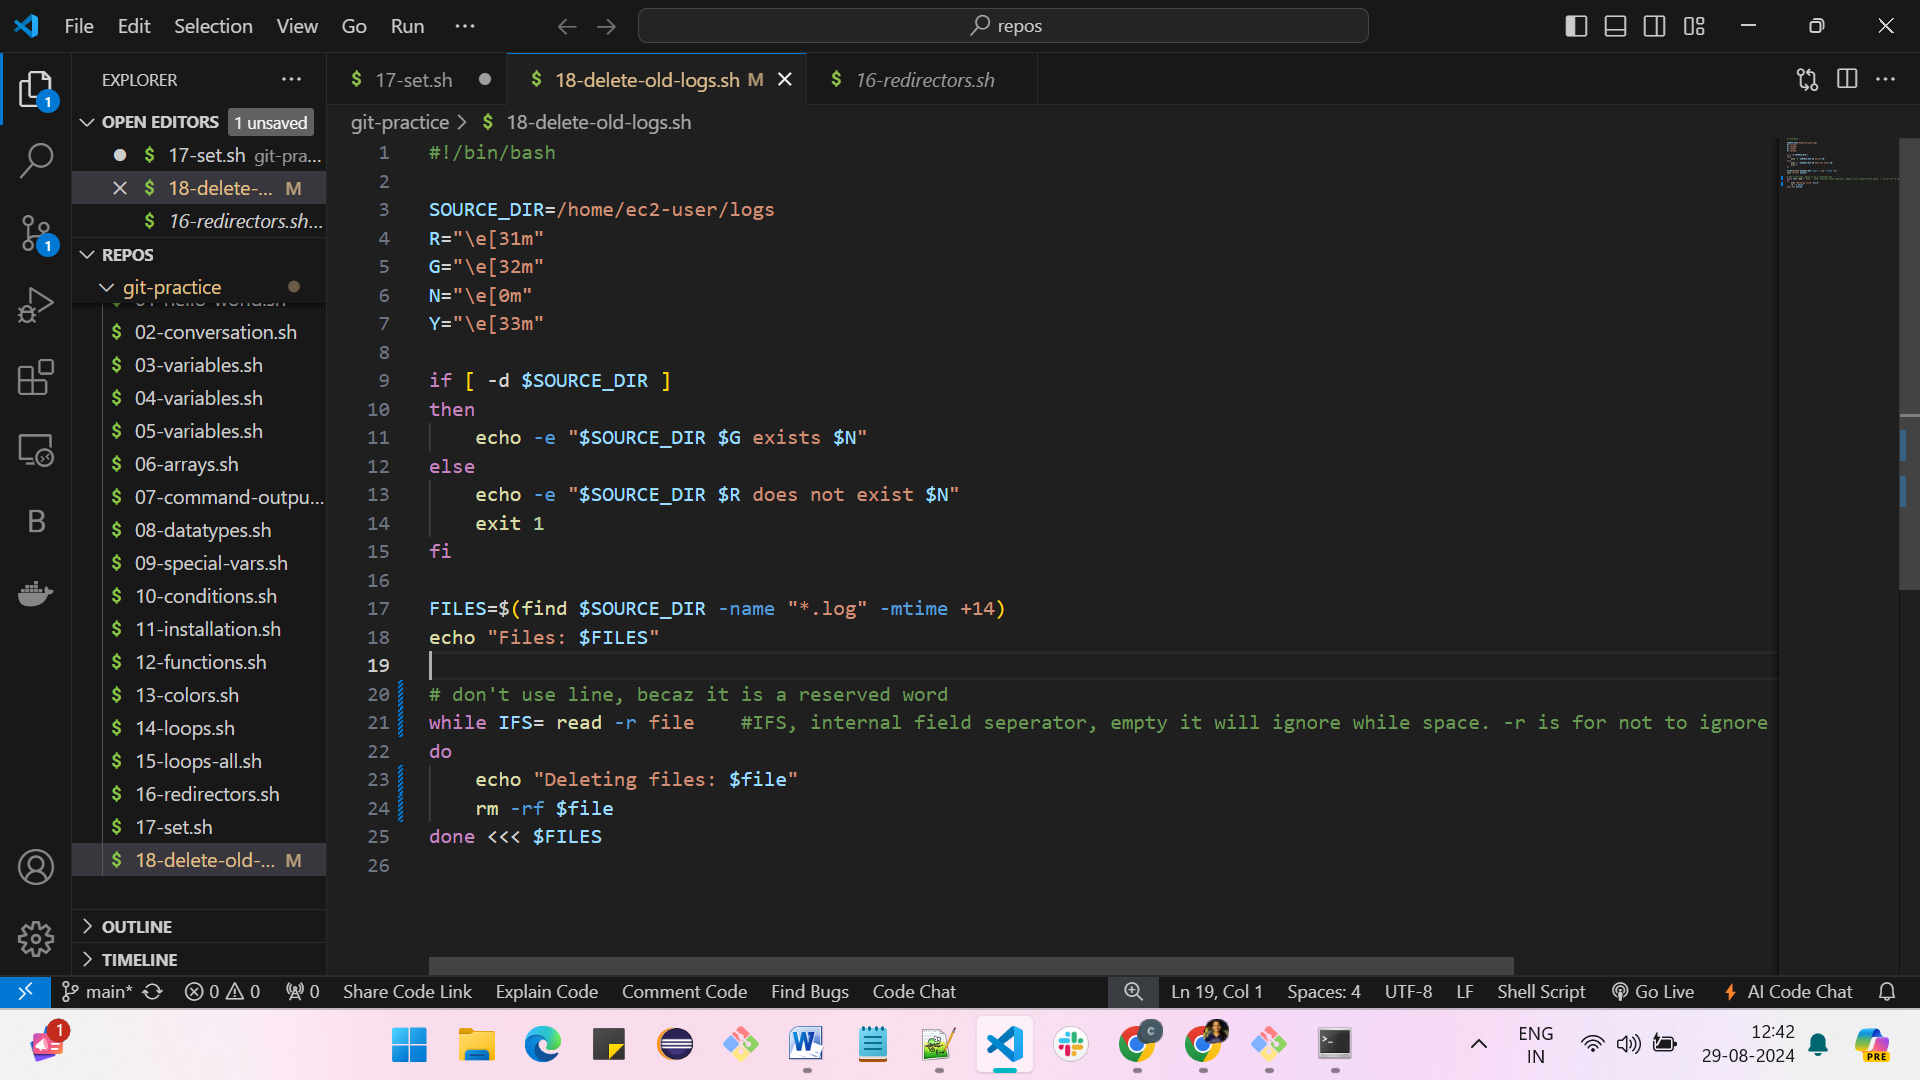 File Edit Selection View Go Run ···
repos
EXPLORER ···
17-set.sh
18-delete-old-logs.sh M
16-redirectors.sh
OPEN EDITORS 1 unsaved
17-set.sh git-pra...
18-delete-... M
16-redirectors.sh...
REPOS
git-practice
02-conversation.sh
03-variables.sh
04-variables.sh
05-variables.sh
06-arrays.sh
07-command-outpu...
08-datatypes.sh
09-special-vars.sh
10-conditions.sh
11-installation.sh
12-functions.sh
13-colors.sh
14-loops.sh
15-loops-all.sh
16-redirectors.sh
17-set.sh
18-delete-old-... M
OUTLINE
TIMELINE
git-practice > $ 18-delete-old-logs.sh
1 #!/bin/bash
2
3 SOURCE_DIR=/home/ec2-user/logs
4 R="\e[31m"
5 G="\e[32m"
6 N="\e[0m"
7 Y="\e[33m"
8
9 if [ -d $SOURCE_DIR ]
10 then
11 echo -e "$SOURCE_DIR $G exists $N"
12 else
13 echo -e "$SOURCE_DIR $R does not exist $N"
14 exit 1
15 fi
16
17 FILES=$(find $SOURCE_DIR -name "*.log" -mtime +14)
18 echo "Files: $FILES"
19
20 # don't use line, becaz it is a reserved word
21 while IFS= read -r file #IFS, internal field seperator, empty it will ignore while space. -r is for not to ignore
22 do
23 echo "Deleting files: $file"
24 rm -rf $file
25 done <<< $FILES
26
main* 0 0 0 Share Code Link Explain Code Comment Code Find Bugs Code Chat Ln 19, Col 1 Spaces: 4 UTF-8 LF Shell Script Go Live AI Code Chat
ENG
IN
12:42
29-08-2024
PRE